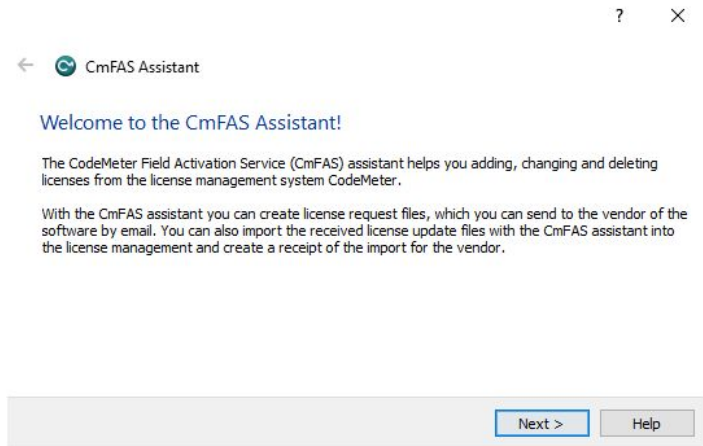 CmFAS Assistant
Welcome to the CmFAS Assistant!
The CodeMeter Field Activation Service (CmFAS) assistant helps you adding, changing and deleting
licenses from the license management system CodeMeter.
With the CmFAS assistant you can create license request files, which you can send to the vendor of the
software by email. You can also import the received license update files with the CmFAS assistant into
the license management and create a receipt of the import for the vendor.
Next >
Help